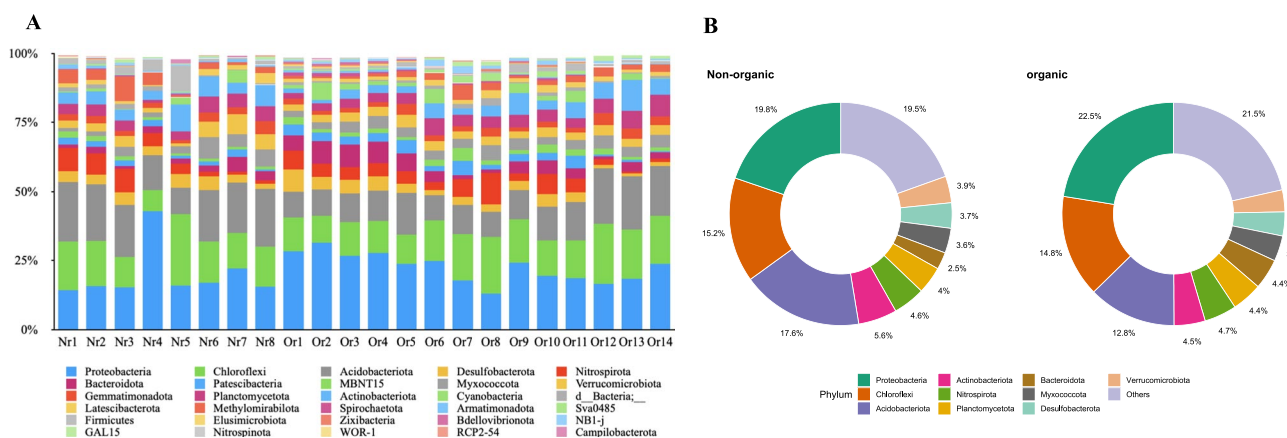 A
B
100%
75%
50%
25%
0%
Nr1 Nr2 Nr3 Nr4 Nr5 Nr6 Nr7 Nr8 Or1 Or2 Or3 Or4 Or5 Or6 Or7 Or8 Or9 Or10 Or11 Or12 Or13 Or14
Proteobacteria Chloroflexi Acidobacteriota Desulfobacterota Nitrospirota
Bacteroidota Patescibacteria MBNT15 Myxococcota Verrucomicrobiota
Gemmatimonadota Planctomycetota Actinobacteriota Cyanobacteria d__Bacteria;__
Latescibacterota Methylomirabilota Spirochaetota Armatimonadota Sva0485
Firmicutes Elusimicrobiota Zixibacteria Bdellovibrionota NB1-j
GAL15 Nitrospinota WOR-1 RCP2-54 Campilobacterota
Non-organic
19.8%
19.5%
3.9%
3.7%
3.6%
2.5%
4%
4.6%
5.6%
17.6%
15.2%
organic
22.5%
21.5%
4.4%
4.4%
4.7%
4.5%
12.8%
14.8%
Phylum
Proteobacteria Actinobacteriota Bacteroidota Verrucomicrobiota
Chloroflexi Nitrospirota Myxococcota Others
Acidobacteriota Planctomycetota Desulfobacterota